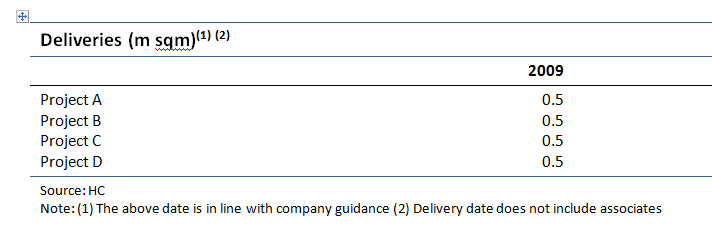 Deliveries (m sqm)(1) (2)
2009
Project A 0.5
Project B 0.5
Project C 0.5
Project D 0.5
Source: HC
Note: (1) The above date is in line with company guidance (2) Delivery date does not include associates